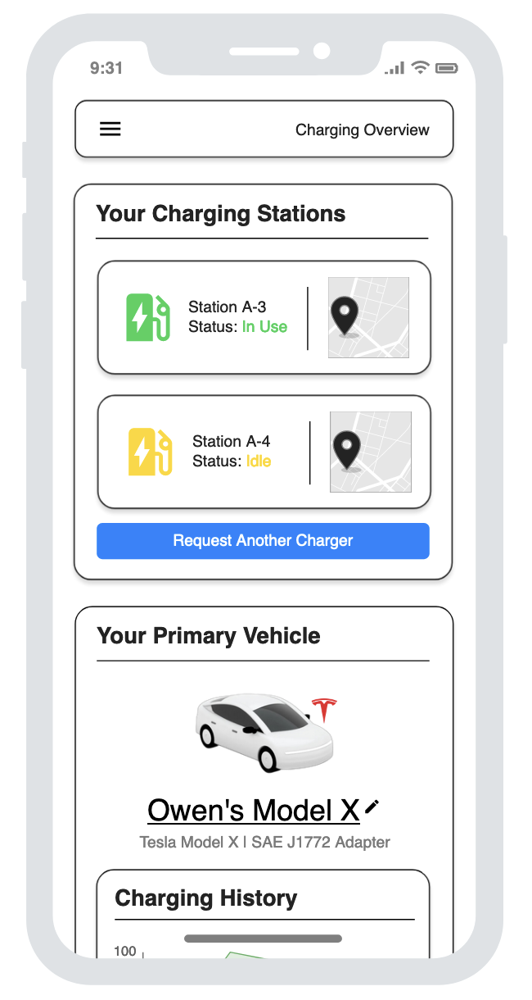 9:31
Charging Overview
Your Charging Stations
Station A-3
Status: In Use
Station A-4
Status: Idle
Request Another Charger
Your Primary Vehicle
Owen's Model X
Tesla Model X | SAE J1772 Adapter
Charging History
100